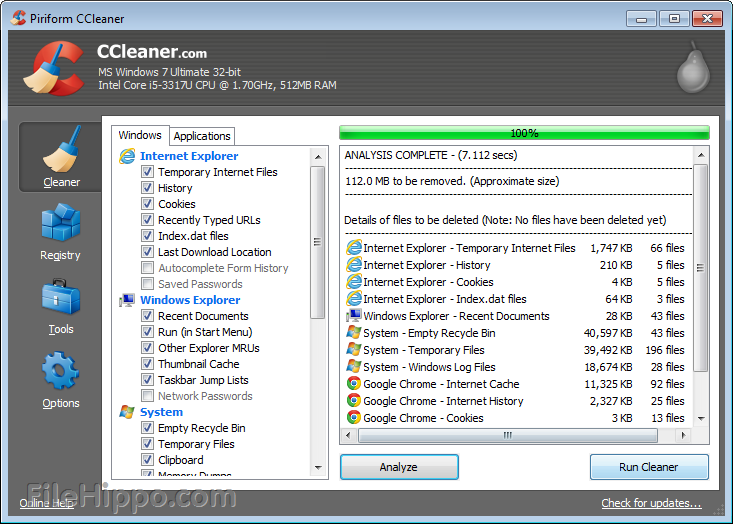 Piriform CCleaner
CCleaner.com
MS Windows 7 Ultimate 32-bit
Intel Core i5-3317U CPU @ 1.70GHz, 512MB RAM
Cleaner
Registry
Tools
Options
Windows
Applications
Internet Explorer
Temporary Internet Files
History
Cookies
Recently Typed URLs
Index.dat files
Last Download Location
Autocomplete Form History
Saved Passwords
Windows Explorer
Recent Documents
Run (in Start Menu)
Other Explorer MRUs
Thumbnail Cache
Taskbar Jump Lists
Network Passwords
System
Empty Recycle Bin
Temporary Files
Clipboard
Memory Dumps
100%
ANALYSIS COMPLETE - (7.112 secs)
112.0 MB to be removed. (Approximate size)
Details of files to be deleted (Note: No files have been deleted yet)
Internet Explorer - Temporary Internet Files 1,747 KB 66 files
Internet Explorer - History 210 KB 5 files
Internet Explorer - Cookies 4 KB 5 files
Internet Explorer - Index.dat files 64 KB 3 files
Windows Explorer - Recent Documents 28 KB 43 files
System - Empty Recycle Bin 40,597 KB 43 files
System - Temporary Files 39,492 KB 196 files
System - Windows Log Files 18,674 KB 28 files
Google Chrome - Internet Cache 11,325 KB 92 files
Google Chrome - Internet History 2,327 KB 25 files
Google Chrome - Cookies 3 KB 13 files
Analyze
Run Cleaner
FileHippo.com
Online Help
Check for updates...